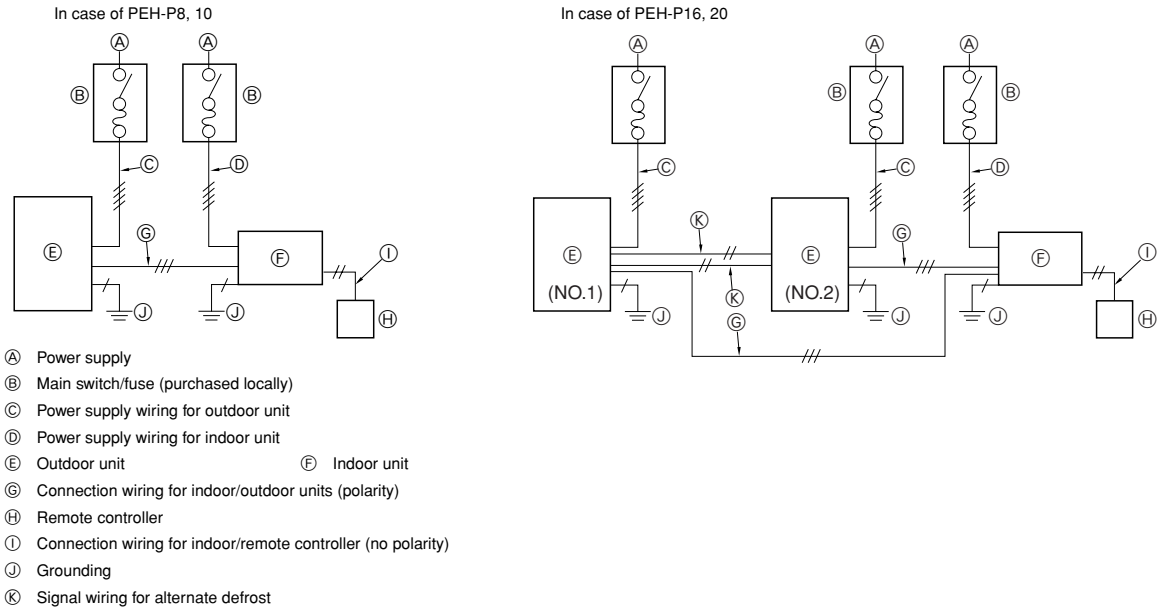 In case of PEH-P8, 10
Ⓐ Ⓐ
Ⓑ Ⓑ
Ⓒ Ⓓ
Ⓔ Ⓖ Ⓕ Ⓘ
Ⓙ Ⓙ Ⓗ
In case of PEH-P16, 20
Ⓐ Ⓐ Ⓐ
Ⓑ Ⓑ
Ⓒ Ⓒ Ⓓ
Ⓚ Ⓖ
Ⓔ Ⓔ Ⓕ Ⓘ
(NO.1) Ⓚ (NO.2)
Ⓙ Ⓖ Ⓙ Ⓙ Ⓗ
Ⓐ Power supply
Ⓑ Main switch/fuse (purchased locally)
Ⓒ Power supply wiring for outdoor unit
Ⓓ Power supply wiring for indoor unit
Ⓔ Outdoor unit Ⓕ Indoor unit
Ⓖ Connection wiring for indoor/outdoor units (polarity)
Ⓗ Remote controller
Ⓘ Connection wiring for indoor/remote controller (no polarity)
Ⓙ Grounding
Ⓚ Signal wiring for alternate defrost